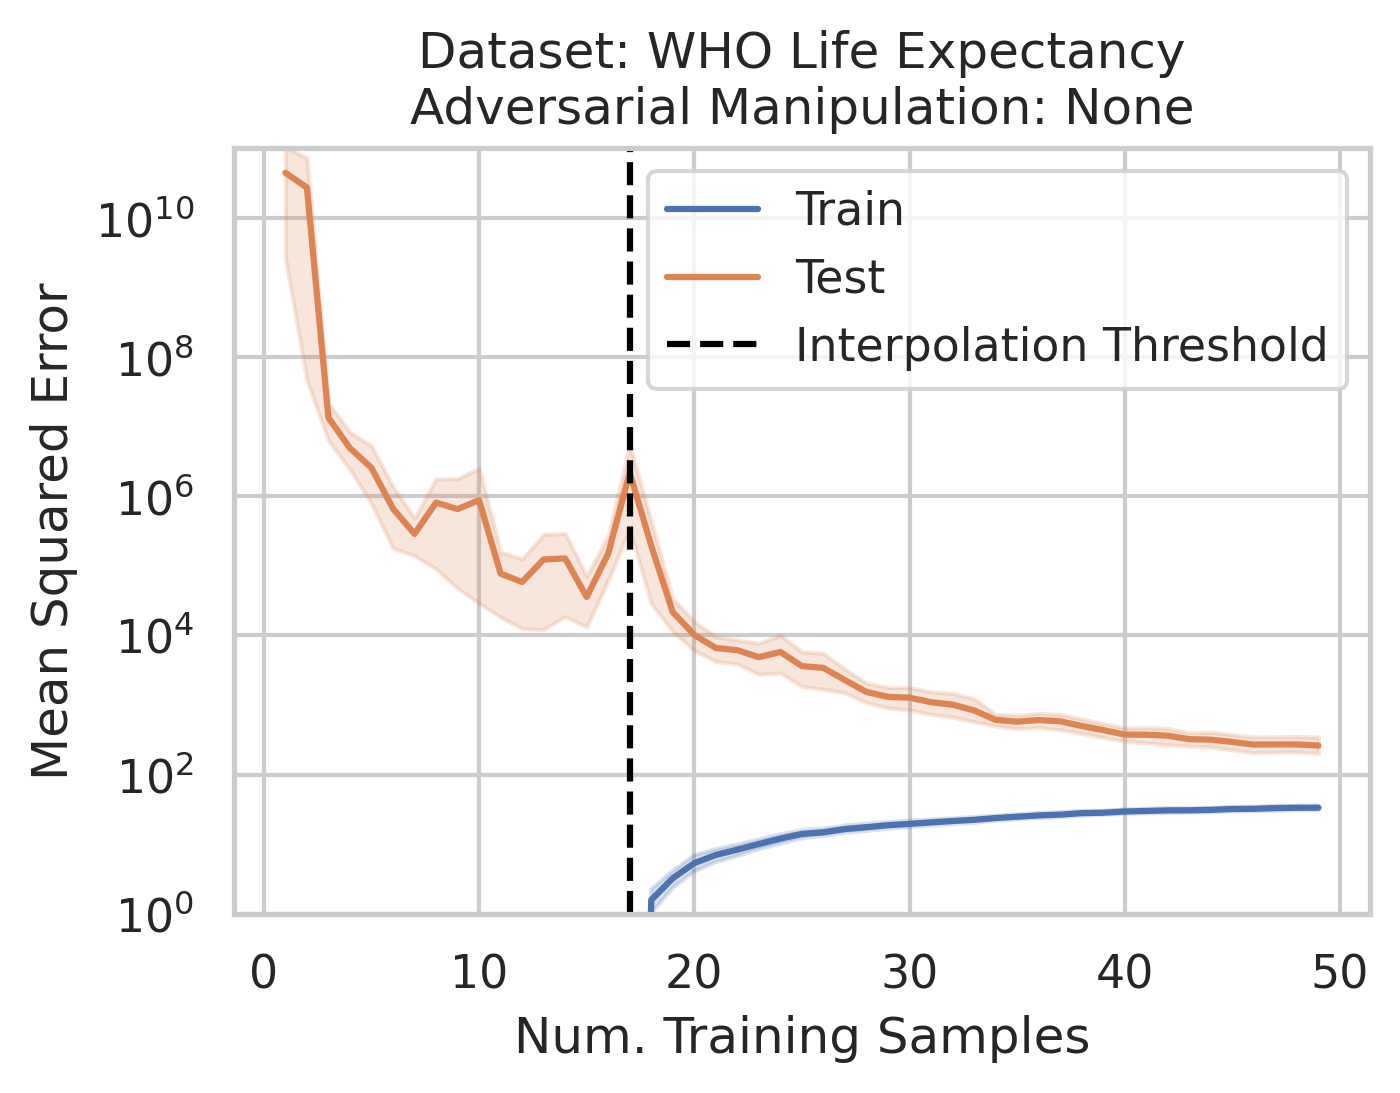 Dataset: WHO Life Expectancy
Adversarial Manipulation: None
Mean Squared Error
10^10
10^8
10^6
10^4
10^2
10^0
Train
Test
Interpolation Threshold
0 10 20 30 40 50
Num. Training Samples